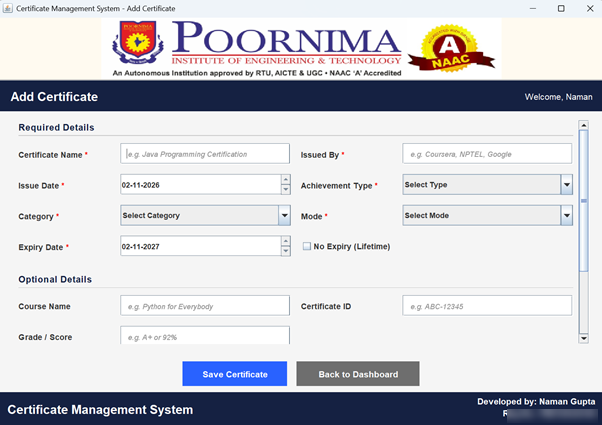 Certificate Management System - Add Certificate
POORNIMA
INSTITUTE OF ENGINEERING & TECHNOLOGY
An Autonomous Institution approved by RTU, AICTE & UGC • NAAC 'A' Accredited
A
NAAC
Add Certificate
Welcome, Naman
Required Details
Certificate Name *
e.g. Java Programming Certification
Issued By *
e.g. Coursera, NPTEL, Google
Issue Date *
02-11-2026
Achievement Type *
Select Type
Category *
Select Category
Mode *
Select Mode
Expiry Date *
02-11-2027
No Expiry (Lifetime)
Optional Details
Course Name
e.g. Python for Everybody
Certificate ID
e.g. ABC-12345
Grade / Score
e.g. A+ or 92%
Save Certificate
Back to Dashboard
Certificate Management System
Developed by: Naman Gupta